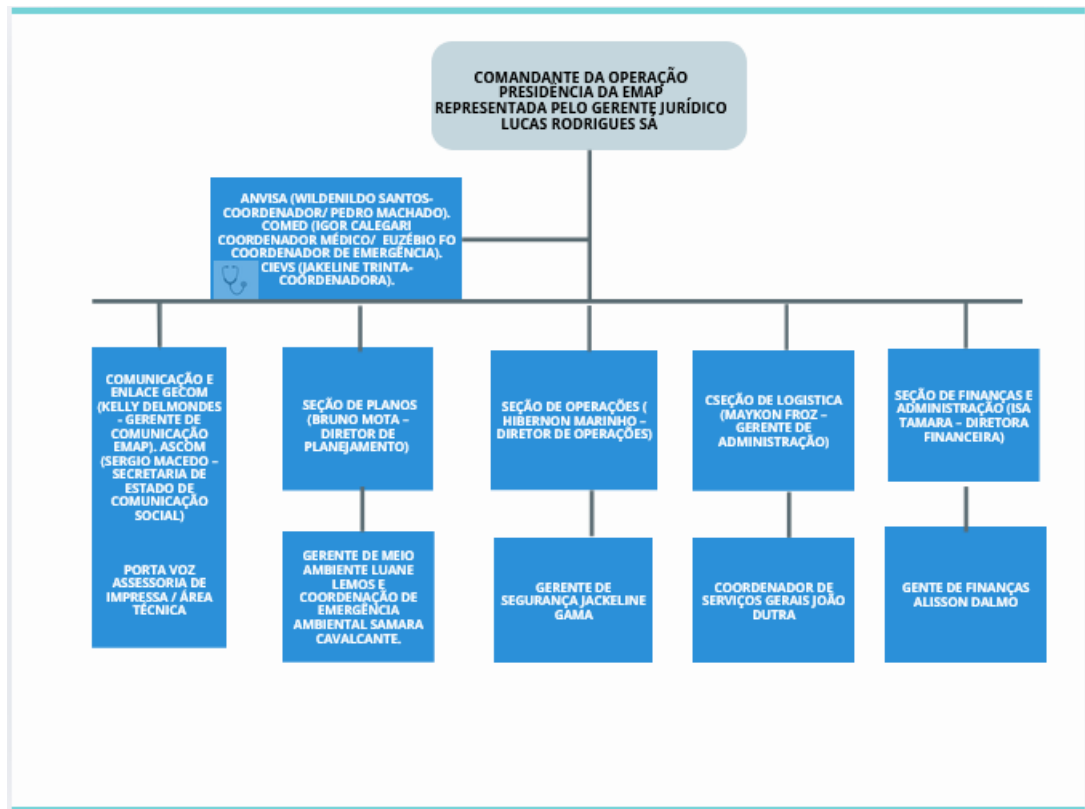 COMANDANTE DA OPERAÇÃO
PRESIDÊNCIA DA EMAP
REPRESENTADA PELO GERENTE JURÍDICO
LUCAS RODRIGUES SÁ
ANVISA (WILDENILDO SANTOS-
COORDENADOR/ PEDRO MACHADO).
COMED (IGOR CALEGARI
COORDENADOR MÉDICO/ EUZÉBIO FO
COORDENADOR DE EMERGÊNCIA).
CIEVS (JAKELINE TRINTA-
COORDENADORA).
COMUNICAÇÃO E
ENLACE GECOM
(KELLY DELMONDES
- GERENTE DE
COMUNICAÇÃO
EMAP). ASCOM
(SERGIO MACEDO –
SECRETARIA DE
ESTADO DE
COMUNICAÇÃO
SOCIAL)
PORTA VOZ
ASSESSORIA DE
IMPRESSA / ÁREA
TÉCNICA
SEÇÃO DE PLANOS
(BRUNO MOTA –
DIRETOR DE
PLANEJAMENTO)
GERENTE DE MEIO
AMBIENTE LUANE
LEMOS E
COORDENAÇÃO DE
EMERGÊNCIA
AMBIENTAL SAMARA
CAVALCANTE.
SEÇÃO DE OPERAÇÕES (
HIBERNON MARINHO –
DIRETOR DE OPERAÇÕES)
GERENTE DE
SEGURANÇA JACKELINE
GAMA
CSEÇÃO DE LOGISTICA
(MAYKON FROZ –
GERENTE DE
ADMINISTRAÇÃO)
COORDENADOR DE
SERVIÇOS GERAIS JOÃO
DUTRA
SEÇÃO DE FINANÇAS E
ADMINISTRAÇÃO (ISA
TAMARA – DIRETORA
FINANCEIRA)
GENTE DE FINANÇAS
ALISSON DALMO